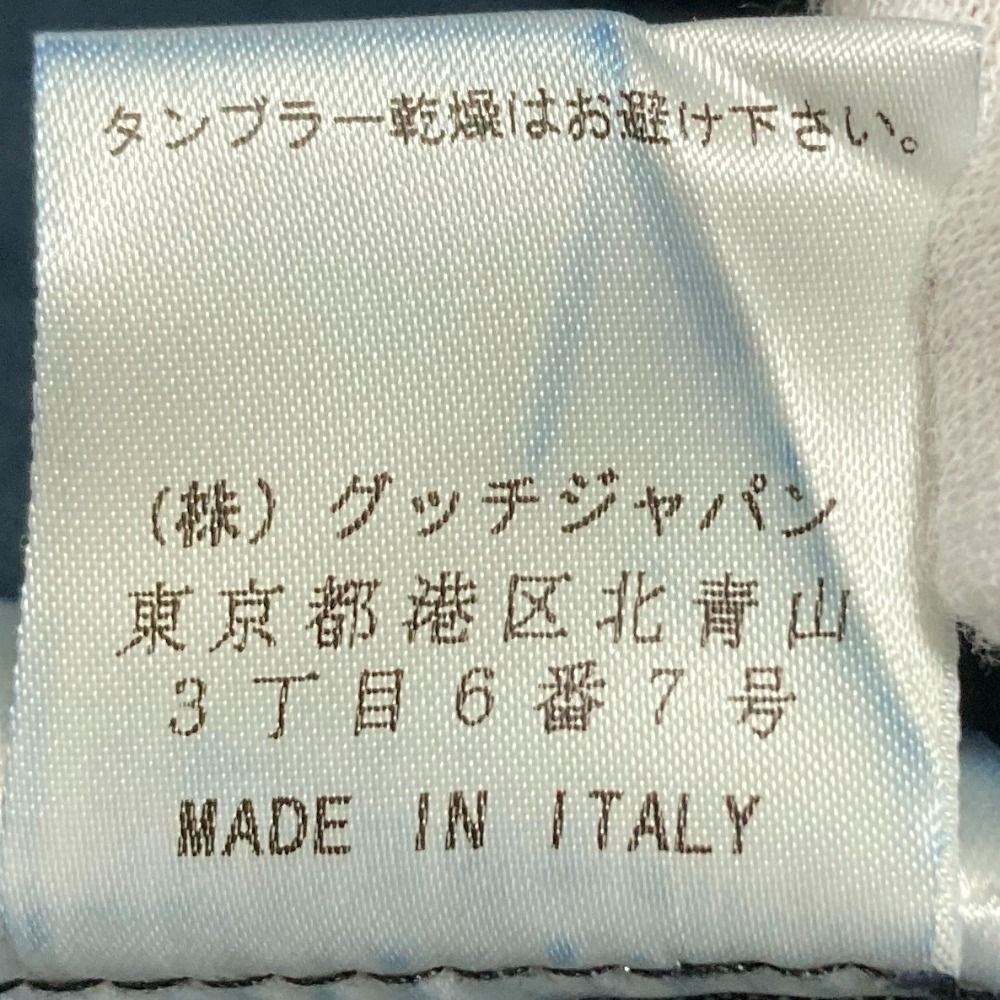 タンブラー乾燥はお避け下さい。
(株)グッチジャパン
東京都港区北青山
3丁目6番7号
MADE IN ITALY